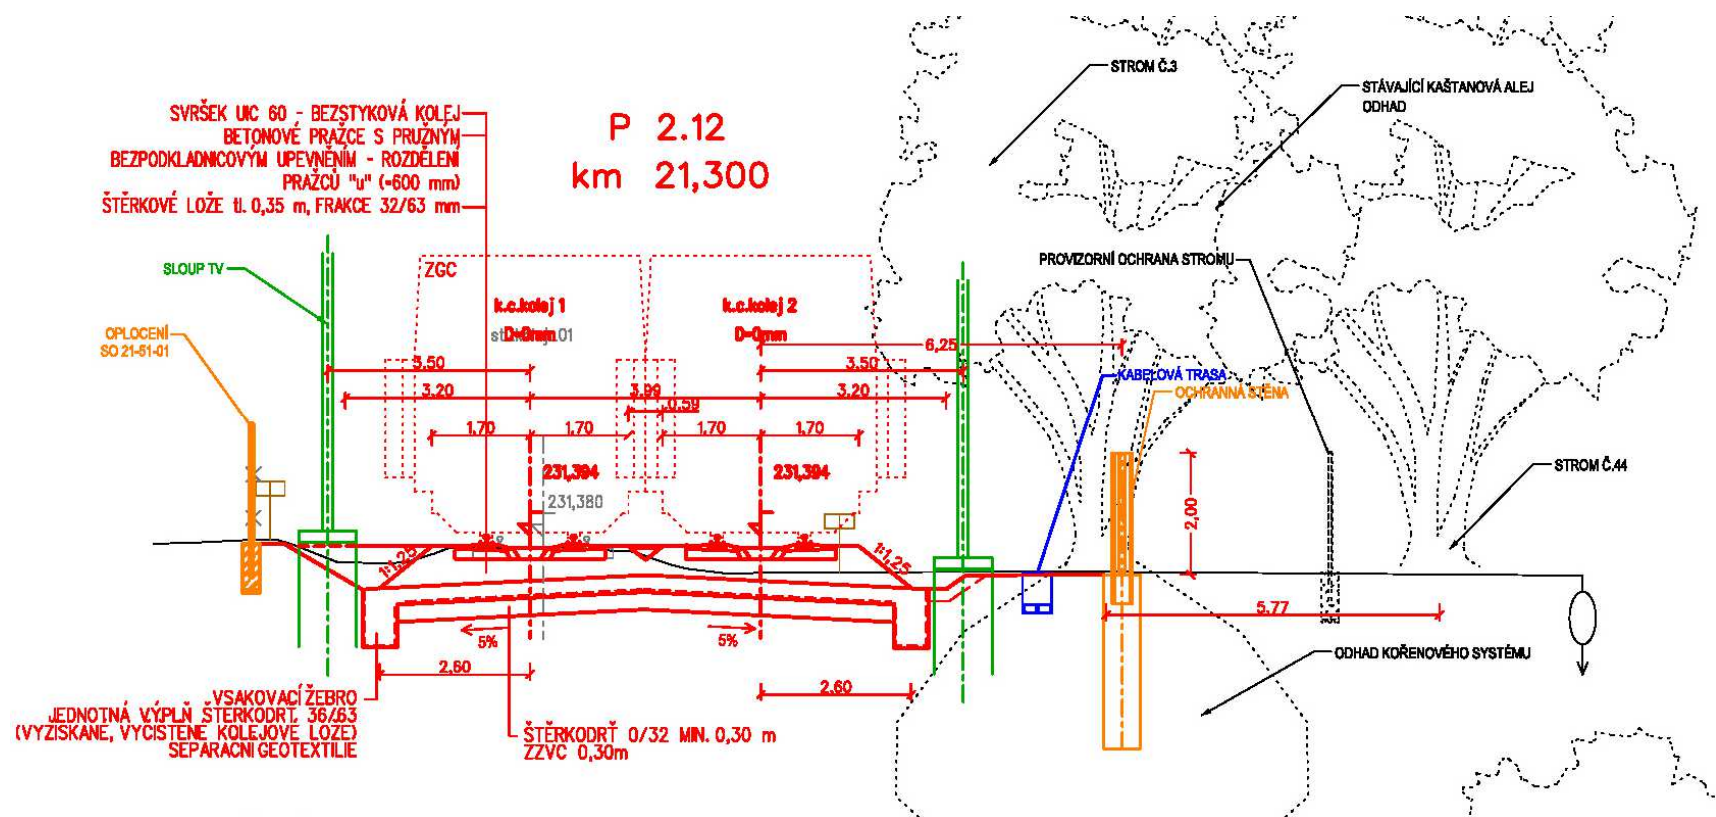 SVRŠEK UIC 60 - BEZSTYKOVÁ KOLEJ
BETONOVÉ PRAŽCE S PRUŽNÝM
BEZPODKLADNICOVÝM UPEVNĚNÍM - ROZDĚLENÍ
PRAŽCŮ "u" (=600 mm)
ŠTĚRKOVÉ LOŽE tl. 0,35 m, FRAKCE 32/63 mm
P 2.12
km 21,300
STROM Č.3
STÁVAJÍCÍ KAŠTANOVÁ ALEJ
ODHAD
PROVIZORNÍ OCHRANA STROMU
SLOUP TV
ZGC
k.c.kolej 1
D=0mm
k.c.kolej 2
D=0mm
OPLOCENÍ
SO 21-51-01
6,25
3.50
3.50
KABELOVÁ TRASA
OCHRANNÁ STĚNA
3.20
3.99
0.59
3.20
1,70
1,70
1,70
1,70
231,394
231,394
231,380
STROM Č.44
2,00
1:1,25
1:1,25
5%
5%
5.77
2,60
2,60
ODHAD KOŘENOVÉHO SYSTÉMU
VSAKOVACÍ ŽEBRO
JEDNOTNÁ VÝPLŇ ŠTĚRKODRŤ. 36/63
(VYZÍSKANÉ, VYČIŠTĚNÉ KOLEJOVÉ LOŽE)
SEPARAČNÍ GEOTEXTILIE
ŠTĚRKODRŤ 0/32 MIN. 0,30 m
ZZVC 0,30m